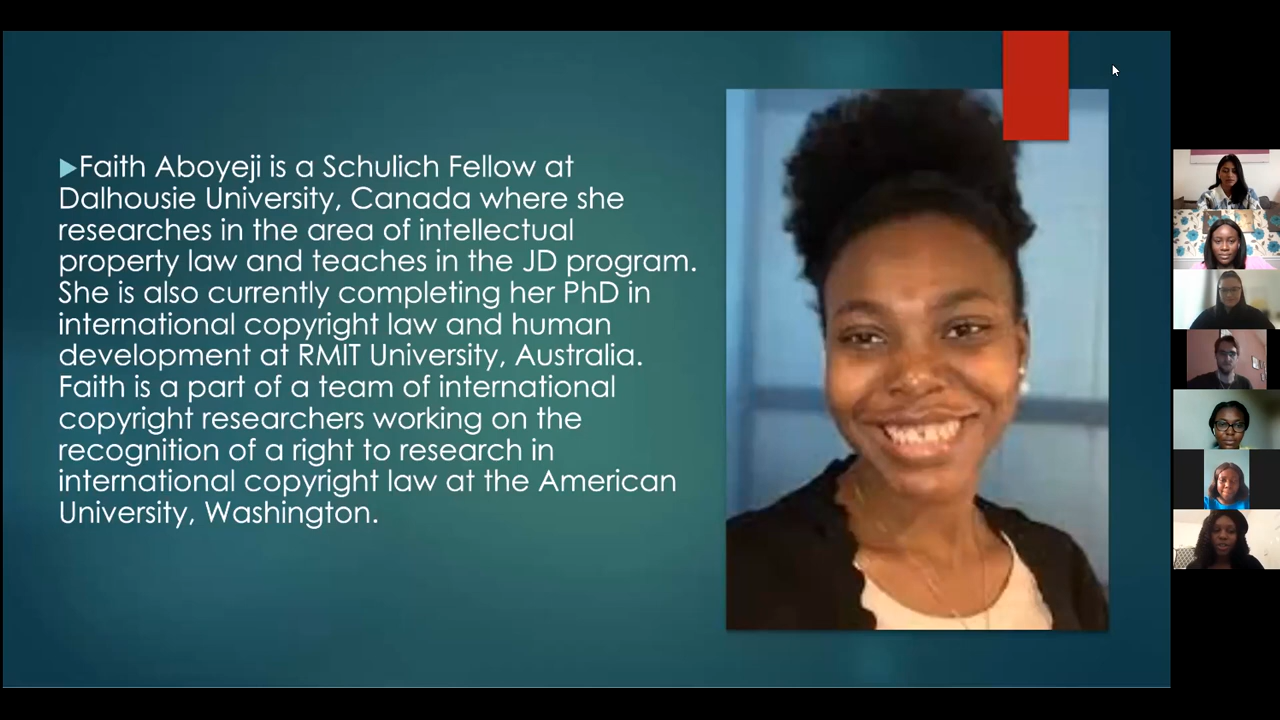 Faith Aboyeji is a Schulich Fellow at
Dalhousie University, Canada where she
researches in the area of intellectual
property law and teaches in the JD program.
She is also currently completing her PhD in
international copyright law and human
development at RMIT University, Australia.
Faith is a part of a team of international
copyright researchers working on the
recognition of a right to research in
international copyright law at the American
University, Washington.